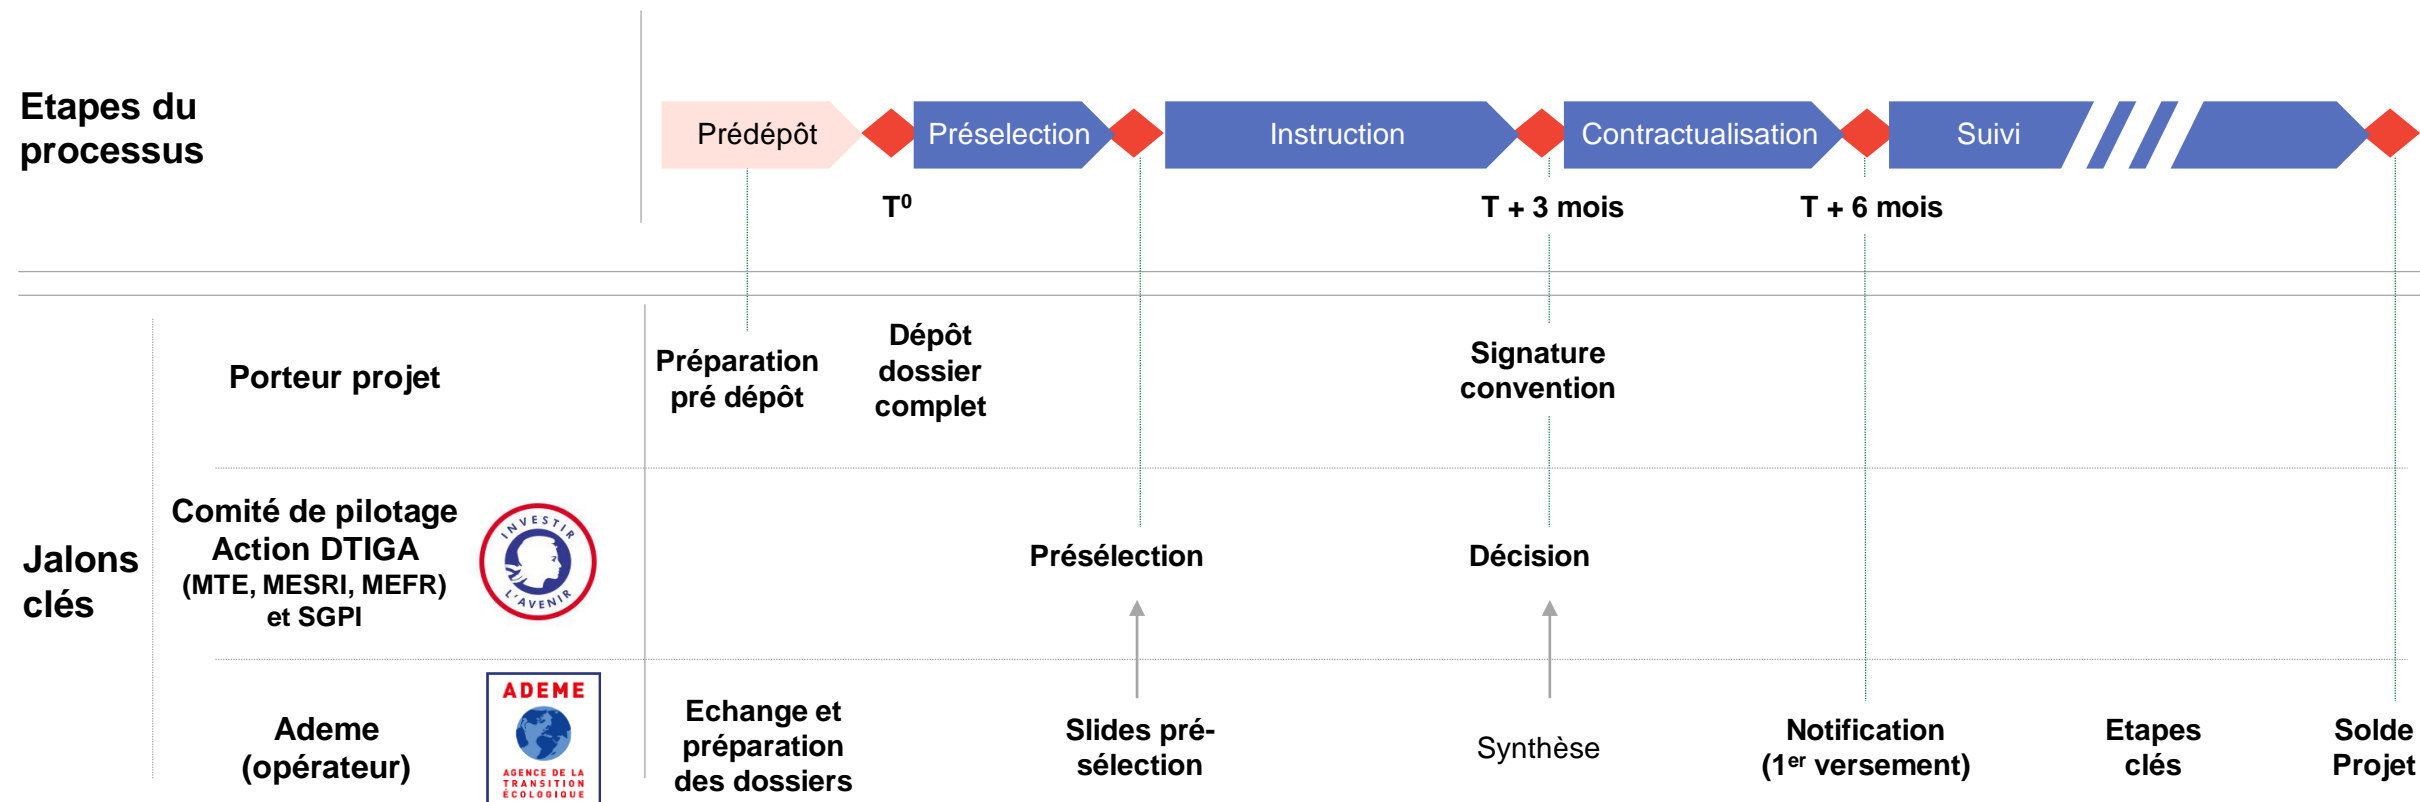 Etapes du
processus
Prédépôt
Préselection
Instruction
Contractualisation
Suivi
T⁰
T + 3 mois
T + 6 mois
Jalons
clés
Porteur projet
Préparation
pré dépôt
Dépôt
dossier
complet
Signature
convention
Comité de pilotage
Action DTIGA
(MTE, MESRI, MEFR)
et SGPI
INVESTIR
L'AVENIR
Présélection
Décision
Ademe
(opérateur)
ADEME
AGENCE DE LA
TRANSITION
ÉCOLOGIQUE
Echange et
préparation
des dossiers
Slides pré-
sélection
Synthèse
Notification
(1er versement)
Etapes
clés
Solde
Projet